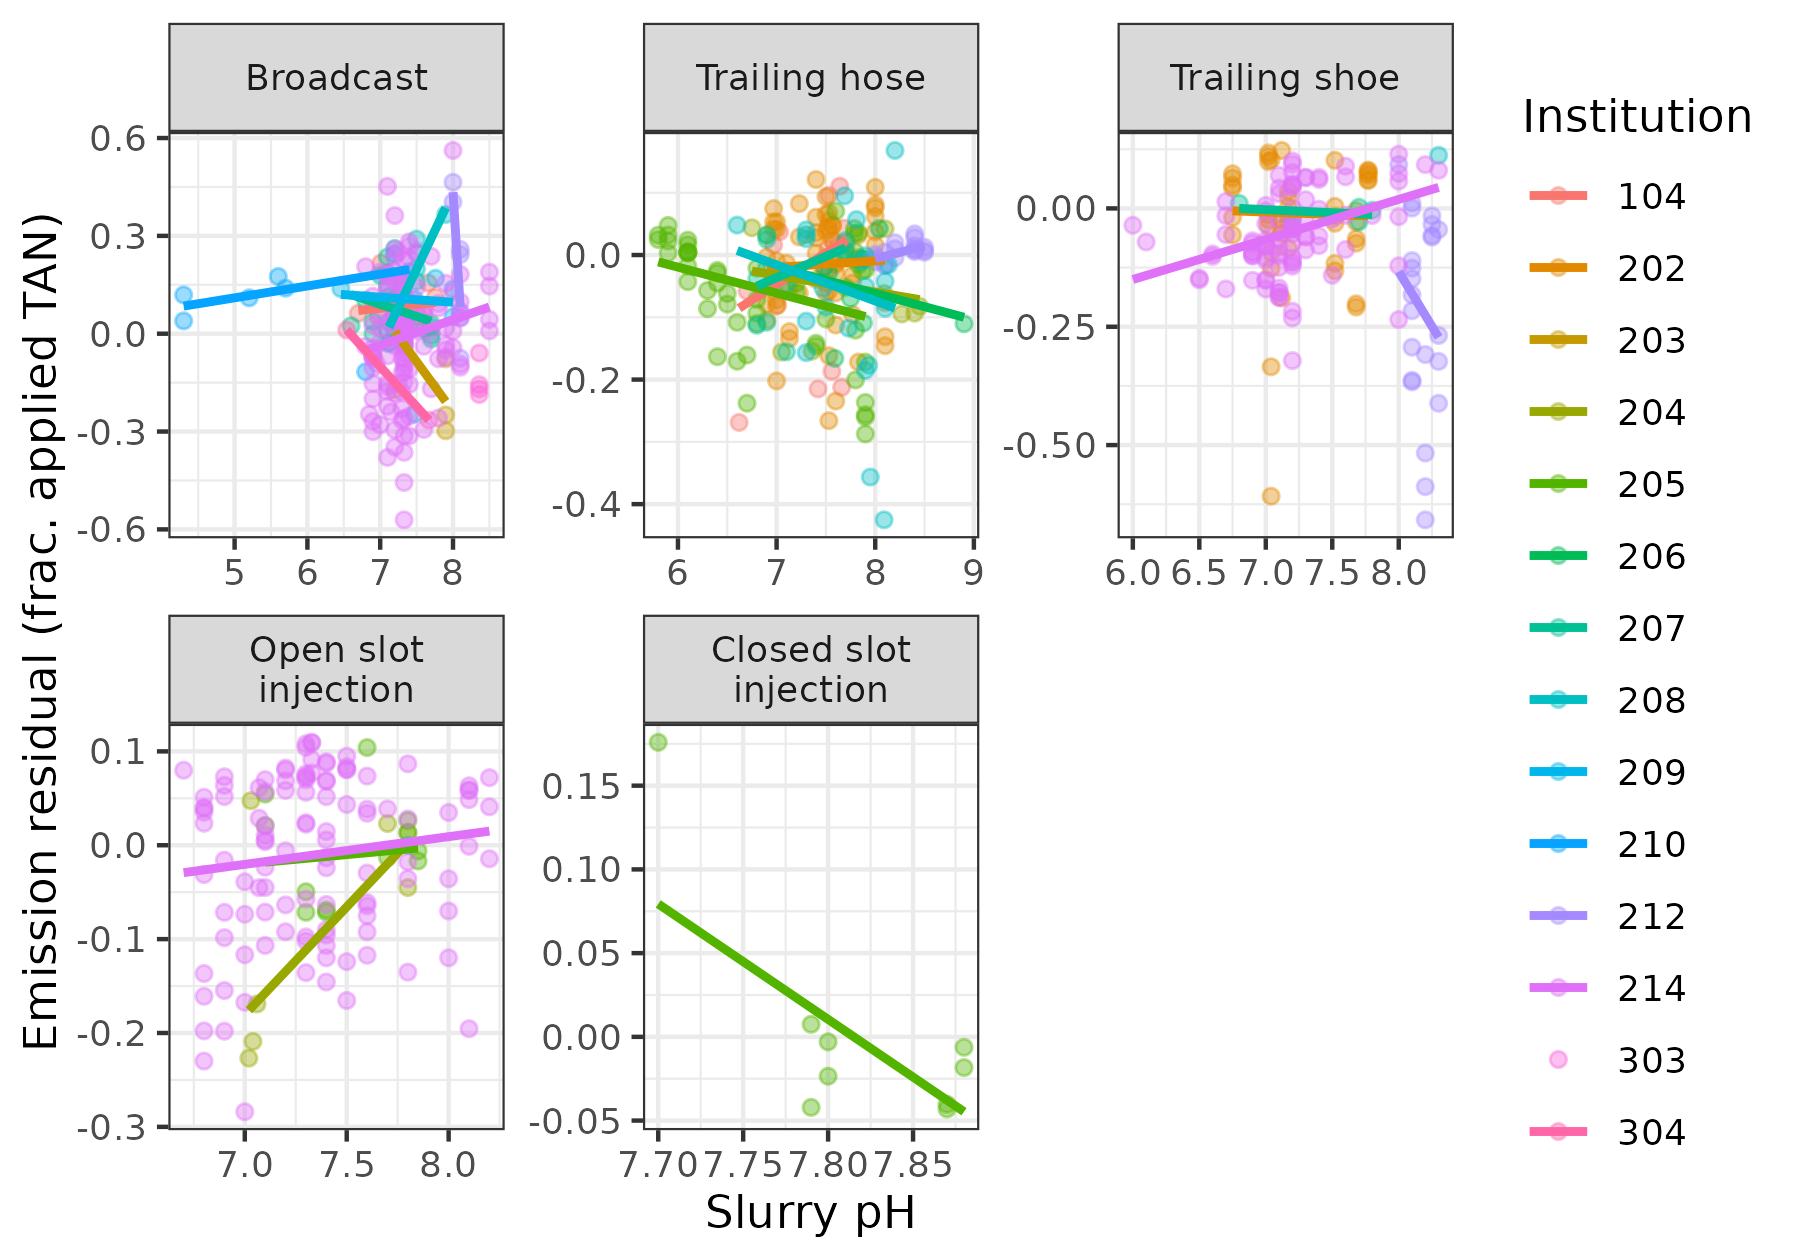 Broadcast
Trailing hose
Trailing shoe
Institution
104
202
203
204
205
206
207
208
209
210
212
214
303
304
Emission residual (frac. applied TAN)
0.6
0.3
0.0
-0.3
-0.6
5 6 7 8
0.0
-0.2
-0.4
6 7 8 9
0.00
-0.25
-0.50
6.0 6.5 7.0 7.5 8.0
Open slot
injection
Closed slot
injection
0.1
0.0
-0.1
-0.2
-0.3
7.0 7.5 8.0
0.15
0.10
0.05
0.00
-0.05
7.70 7.75 7.80 7.85
Slurry pH